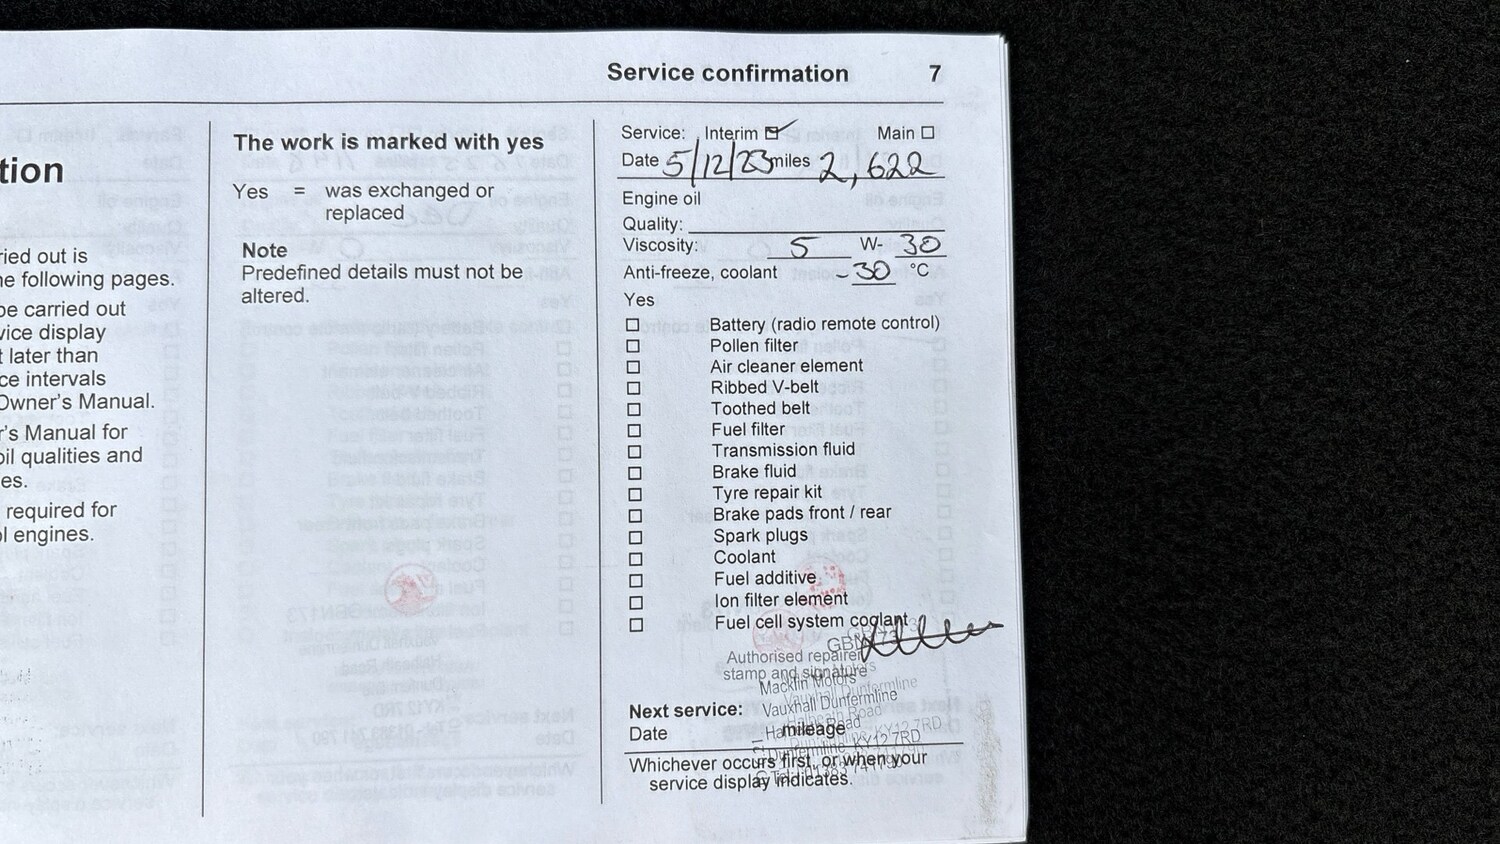 Service confirmation 7
tion
ried out is
e following pages.
be carried out
vice display
t later than
ce intervals
Owner's Manual.
r's Manual for
oil qualities and
es.
required for
l engines.
The work is marked with yes
Yes = was exchanged or
replaced
Note
Predefined details must not be
altered.
Service: Interim Main
Date 5/12/23 miles 2,622
Engine oil
Quality:
Viscosity: 5 W- 30
Anti-freeze, coolant -30 °C
Yes
Battery (radio remote control)
Pollen filter
Air cleaner element
Ribbed V-belt
Toothed belt
Fuel filter
Transmission fluid
Brake fluid
Tyre repair kit
Brake pads front / rear
Spark plugs
Coolant
Fuel additive
Ion filter element
Fuel cell system coolant
Authorised repairer
stamp and signature
Macklin Motors
Vauxhall Dunfermline
Halbeath Road
Dunfermline KY12 7RD
Next service:
Date mileage
Whichever occurs first, or when your
service display indicates.